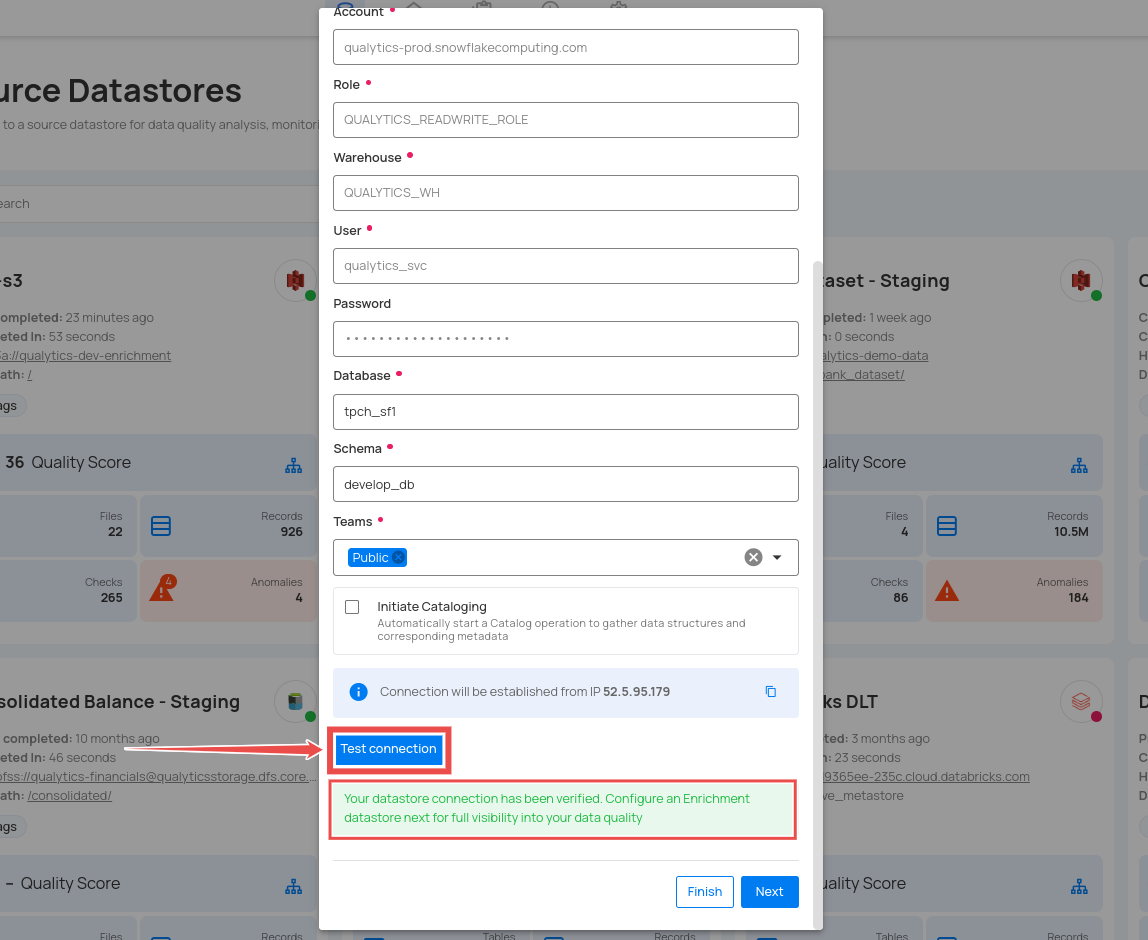 Account
qualytics-prod.snowflakecomputing.com
Role
QUALYTICS_READWRITE_ROLE
Warehouse
QUALYTICS_WH
User
qualytics_svc
Password
Database
tpch_sf1
Schema
develop_db
Teams
Public
Initiate Cataloging
Automatically start a Catalog operation to gather data structures and
corresponding metadata
Connection will be established from IP 52.5.95.179
Test connection
Your datastore connection has been verified. Configure an Enrichment
datastore next for full visibility into your data quality
Finish
Next
urce Datastores
to a source datastore for data quality analysis, monitori
earch
-s3
ompleted: 23 minutes ago
eted In: 53 seconds
a://qualytics-dev-enrichment
ath: /
ags
36 Quality Score
Files
22
Records
926
Checks
265
4
Anomalies
4
solidated Balance - Staging
completed: 10 months ago
eted In: 46 seconds
ofss://qualytics-financials@qualyticsstorage.dfs.core....
ath: /consolidated/
ags
– Quality Score
Files
Records
Tables
Records
taset - Staging
pleted: 1 week ago
n: 0 seconds
alytics-demo-data
bank_dataset/
uality Score
Files
4
Records
10.5M
Checks
86
Anomalies
184
ks DLT
ted: 3 months ago
n: 23 seconds
9365ee-235c.cloud.databricks.com
ve_metastore
uality Score
Tables
Records